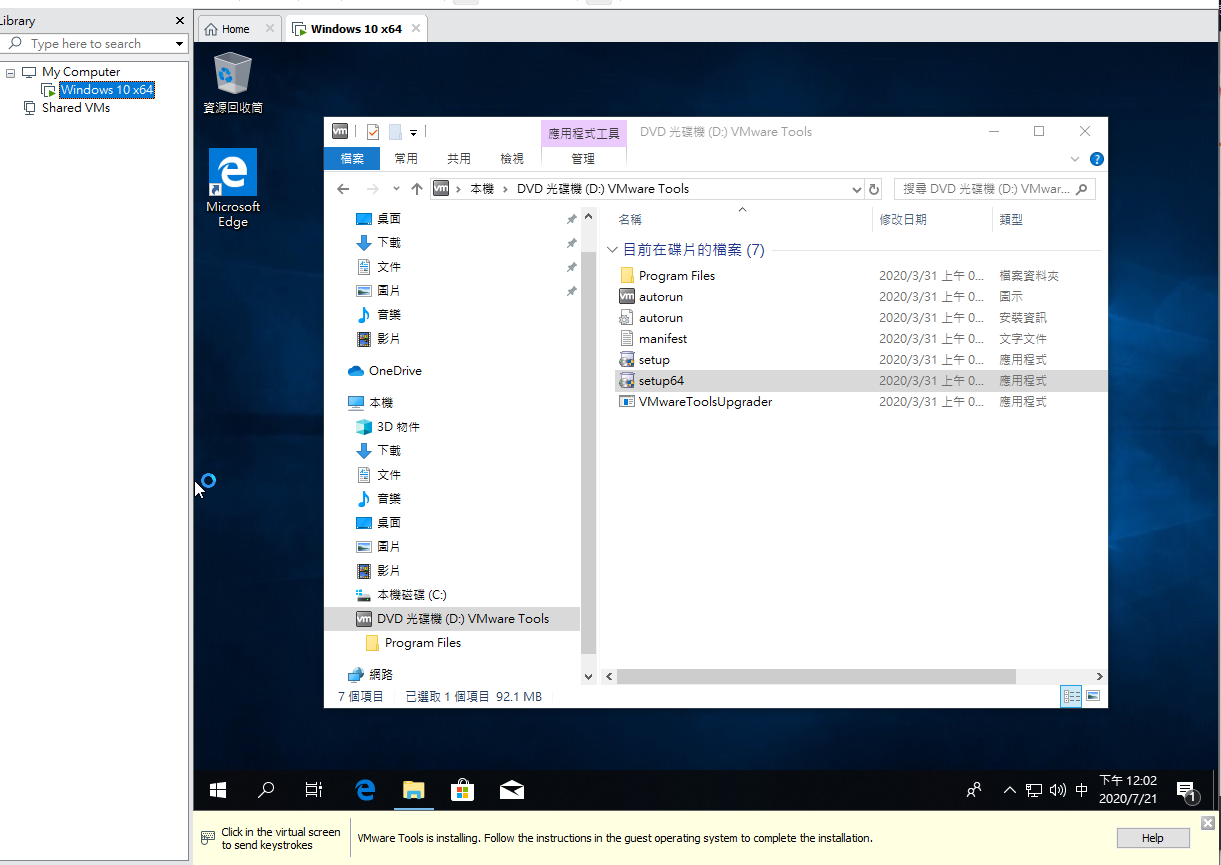 Library
Type here to search
My Computer
Windows 10 x64
Shared VMs
Home
Windows 10 x64
資源回收筒
Microsoft
Edge
vm
應用程式工具
DVD 光碟機 (D:) VMware Tools
檔案
常用
共用
檢視
管理
?
vm
本機
DVD 光碟機 (D:) VMware Tools
搜尋 DVD 光碟機 (D:) VMwar...
桌面
下載
文件
圖片
音樂
影片
OneDrive
本機
3D 物件
下載
文件
音樂
桌面
圖片
影片
本機磁碟 (C:)
vm DVD 光碟機 (D:) VMware Tools
Program Files
網路
名稱
修改日期
類型
目前在碟片的檔案 (7)
Program Files 2020/3/31 上午 0... 檔案資料夾
vm autorun 2020/3/31 上午 0... 圖示
autorun 2020/3/31 上午 0... 安裝資訊
manifest 2020/3/31 上午 0... 文字文件
setup 2020/3/31 上午 0... 應用程式
setup64 2020/3/31 上午 0... 應用程式
VMwareToolsUpgrader 2020/3/31 上午 0... 應用程式
7 個項目
已選取 1 個項目 92.1 MB
中
下午 12:02
2020/7/21
1
Click in the virtual screen
to send keystrokes
VMware Tools is installing. Follow the instructions in the guest operating system to complete the installation.
Help